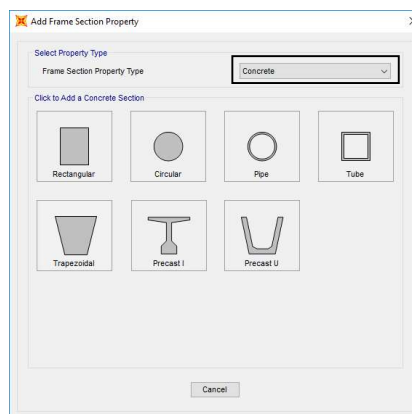 Add Frame Section Property
Select Property Type
Frame Section Property Type
Concrete
Click to Add a Concrete Section
Rectangular
Circular
Pipe
Tube
Trapezoidal
Precast I
Precast U
Cancel